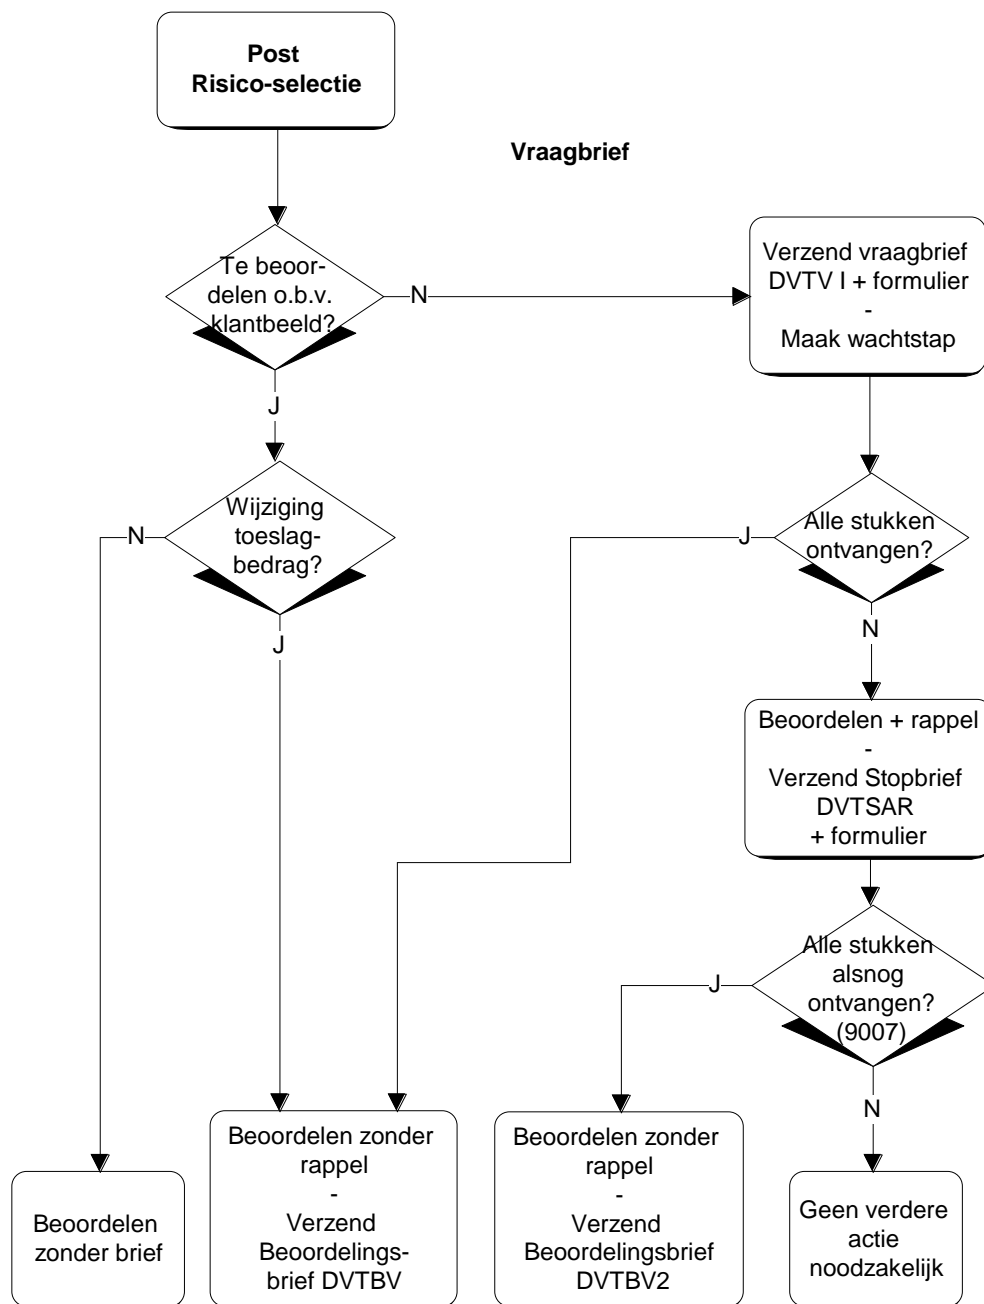 Post
Risico-selectie
Vraagbrief
Te beoor-
delen o.b.v.
klantbeeld?
N
Verzend vraagbrief
DVTV I + formulier
-
Maak wachtstap
J
Wijziging
toeslag-
bedrag?
N
J
Alle stukken
ontvangen?
J
N
Beoordelen + rappel
-
Verzend Stopbrief
DVTSAR
+ formulier
Alle stukken
alsnog
ontvangen?
(9007)
J
N
Beoordelen
zonder brief
Beoordelen zonder
rappel
-
Verzend
Beoordelings-
brief DVTBV
Beoordelen zonder
rappel
-
Verzend
Beoordelingsbrief
DVTBV2
Geen verdere
actie
noodzakelijk